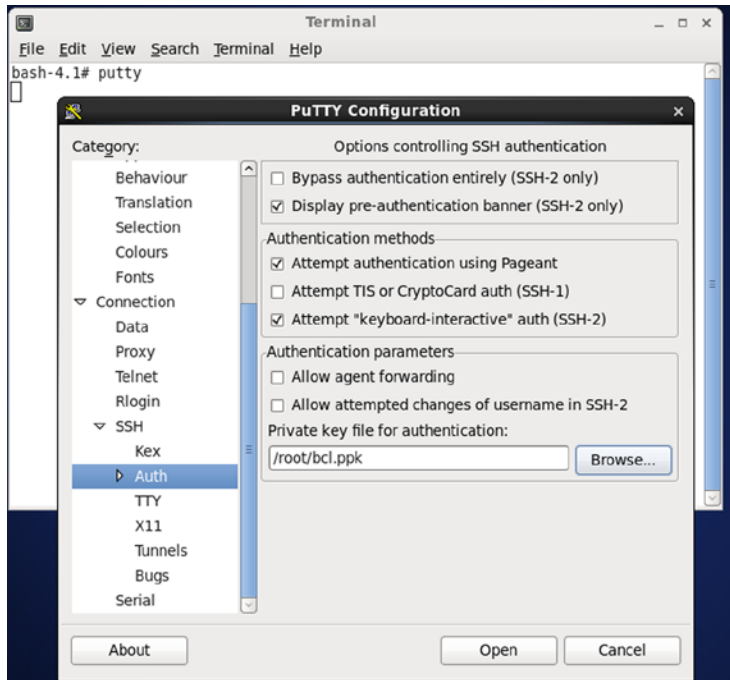 Terminal
File Edit View Search Terminal Help
bash-4.1# putty
PuTTY Configuration
Category:
Behaviour
Translation
Selection
Colours
Fonts
Connection
Data
Proxy
Telnet
Rlogin
SSH
Kex
Auth
TTY
X11
Tunnels
Bugs
Serial
Options controlling SSH authentication
Bypass authentication entirely (SSH-2 only)
Display pre-authentication banner (SSH-2 only)
Authentication methods
Attempt authentication using Pageant
Attempt TIS or CryptoCard auth (SSH-1)
Attempt "keyboard-interactive" auth (SSH-2)
Authentication parameters
Allow agent forwarding
Allow attempted changes of username in SSH-2
Private key file for authentication:
/root/bcl.ppk
Browse...
About
Open
Cancel